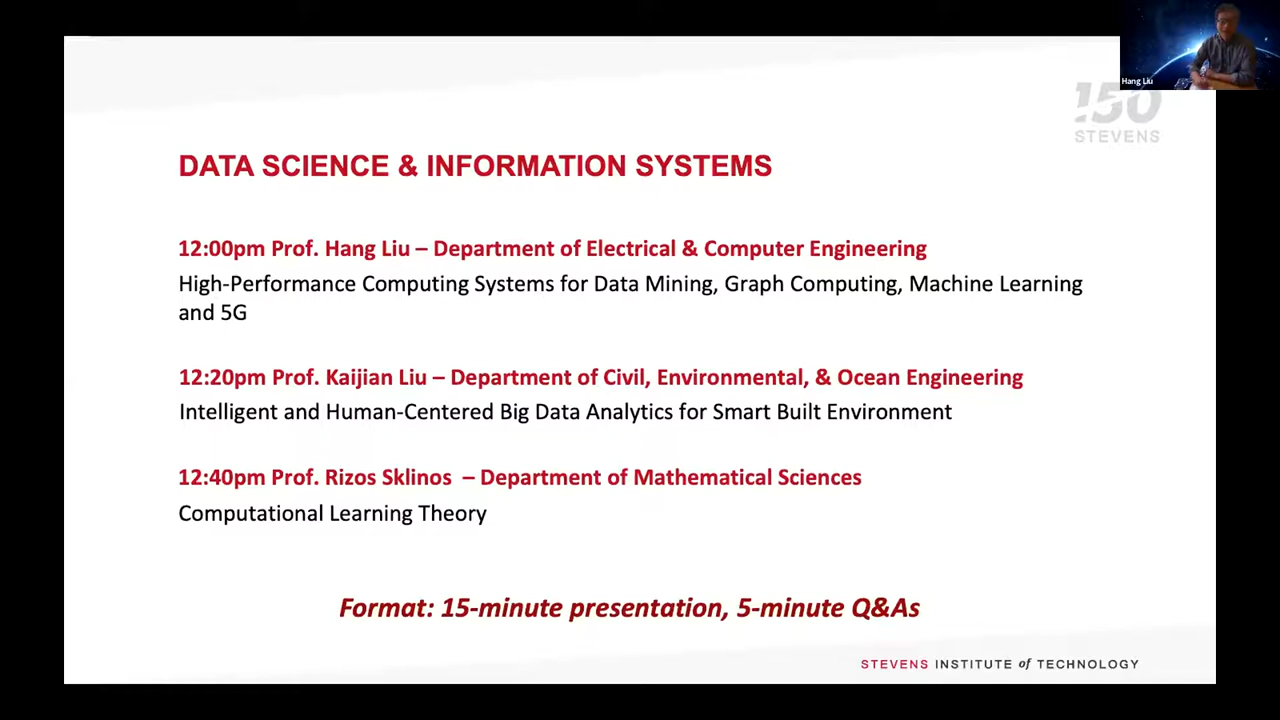 Hang Liu
150
STEVENS
DATA SCIENCE & INFORMATION SYSTEMS
12:00pm Prof. Hang Liu – Department of Electrical & Computer Engineering
High-Performance Computing Systems for Data Mining, Graph Computing, Machine Learning
and 5G
12:20pm Prof. Kaijian Liu – Department of Civil, Environmental, & Ocean Engineering
Intelligent and Human-Centered Big Data Analytics for Smart Built Environment
12:40pm Prof. Rizos Sklinos – Department of Mathematical Sciences
Computational Learning Theory
Format: 15-minute presentation, 5-minute Q&As
STEVENS INSTITUTE of TECHNOLOGY